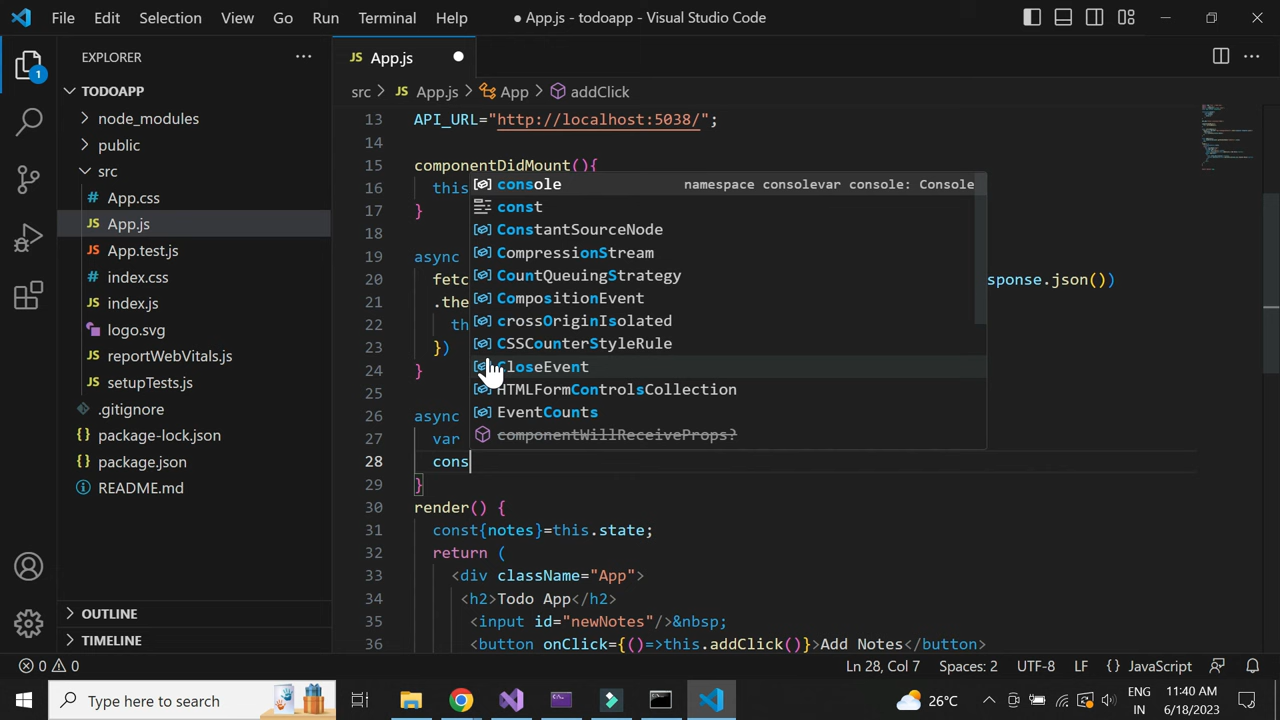 File Edit Selection View Go Run Terminal Help
● App.js - todoapp - Visual Studio Code
EXPLORER
TODOAPP
node_modules
public
src
App.css
App.js
App.test.js
index.css
index.js
logo.svg
reportWebVitals.js
setupTests.js
.gitignore
package-lock.json
package.json
README.md
OUTLINE
TIMELINE
1
JS App.js
src > JS App.js > App > addClick
13 API_URL="http://localhost:5038/";
14
15 componentDidMount(){
16 this
17 }
18
19 async
20 fetc sponse.json())
21 .the
22 th
23 })
24 }
25
26 async
27 var
28 cons
29 }
30 render() {
31 const{notes}=this.state;
32 return (
33 <div className="App">
34 <h2>Todo App</h2>
35 <input id="newNotes"/>&nbsp;
36 <button onClick={()=>this.addClick()}>Add Notes</button>
console namespace consolevar console: Console
const
ConstantSourceNode
CompressionStream
CountQueuingStrategy
CompositionEvent
crossOriginIsolated
CSSCounterStyleRule
CloseEvent
HTMLFormControlsCollection
EventCounts
componentWillReceiveProps?
0 0 Ln 28, Col 7 Spaces: 2 UTF-8 LF {} JavaScript
Type here to search 26°C ENG 11:40 AM
IN 6/18/2023